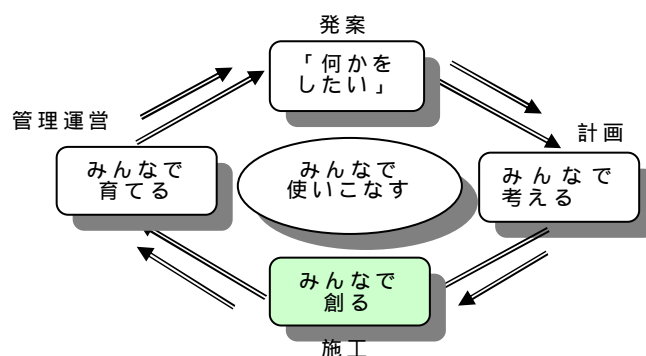 発案
「何かを
したい」
管理運営
計画
みんなで
育てる
みんなで
使いこなす
みんなで
考える
みんなで
創る
施工